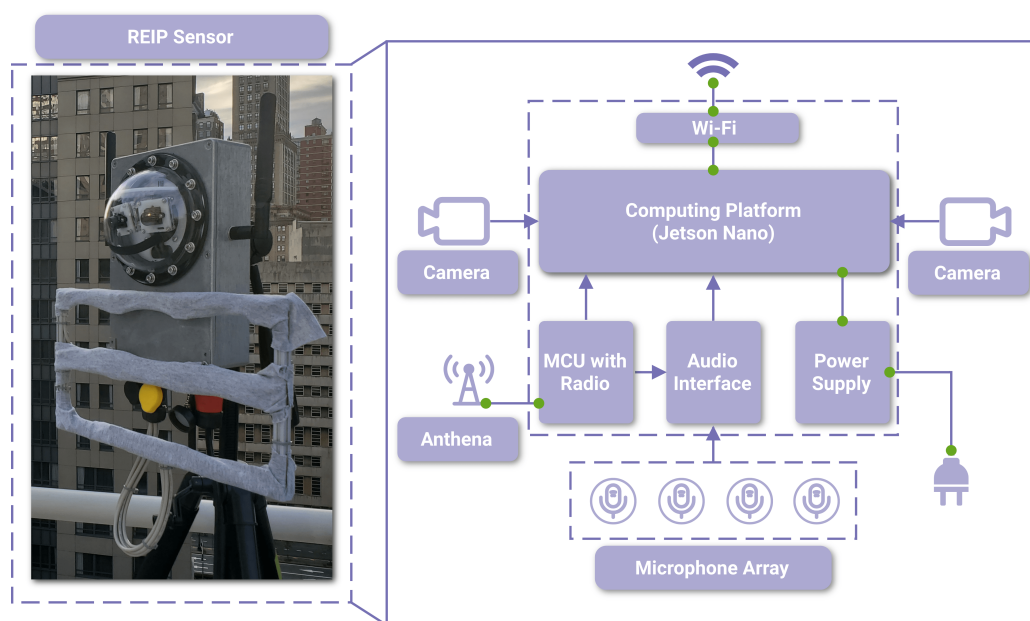 REIP Sensor
Wi-Fi
Computing Platform
(Jetson Nano)
Camera
Camera
MCU with
Radio
Audio
Interface
Power
Supply
Anthena
Microphone Array